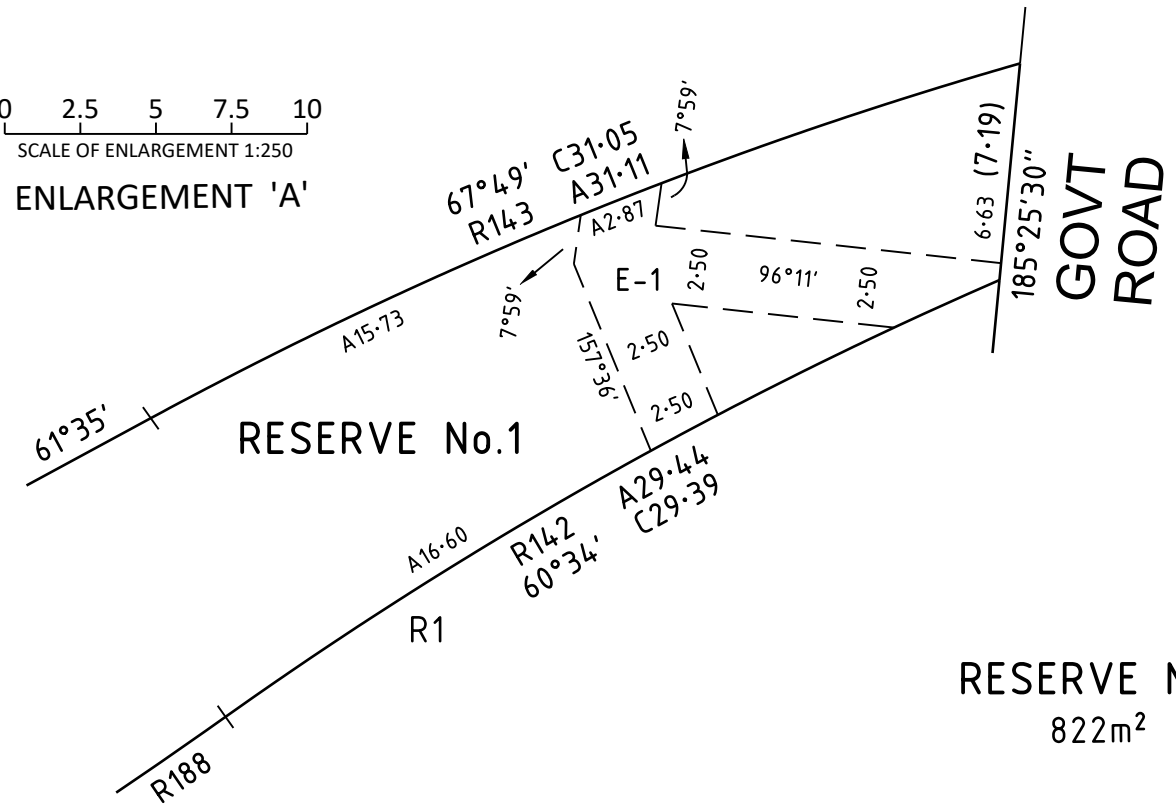 0 2.5 5 7.5 10
SCALE OF ENLARGEMENT 1:250
ENLARGEMENT 'A'
67°49' C31·05
R143 A31·11
7°59'
A2·87
6·63 (7·19)
185°25'30"
GOVT
ROAD
E-1
2·50
96°11'
2·50
7°59'
A15·73
157°36'
2·50
2·50
61°35'
RESERVE No.1
A29·44
C29·39
R142
60°34'
A16·60
R1
R188
RESERVE
822m²